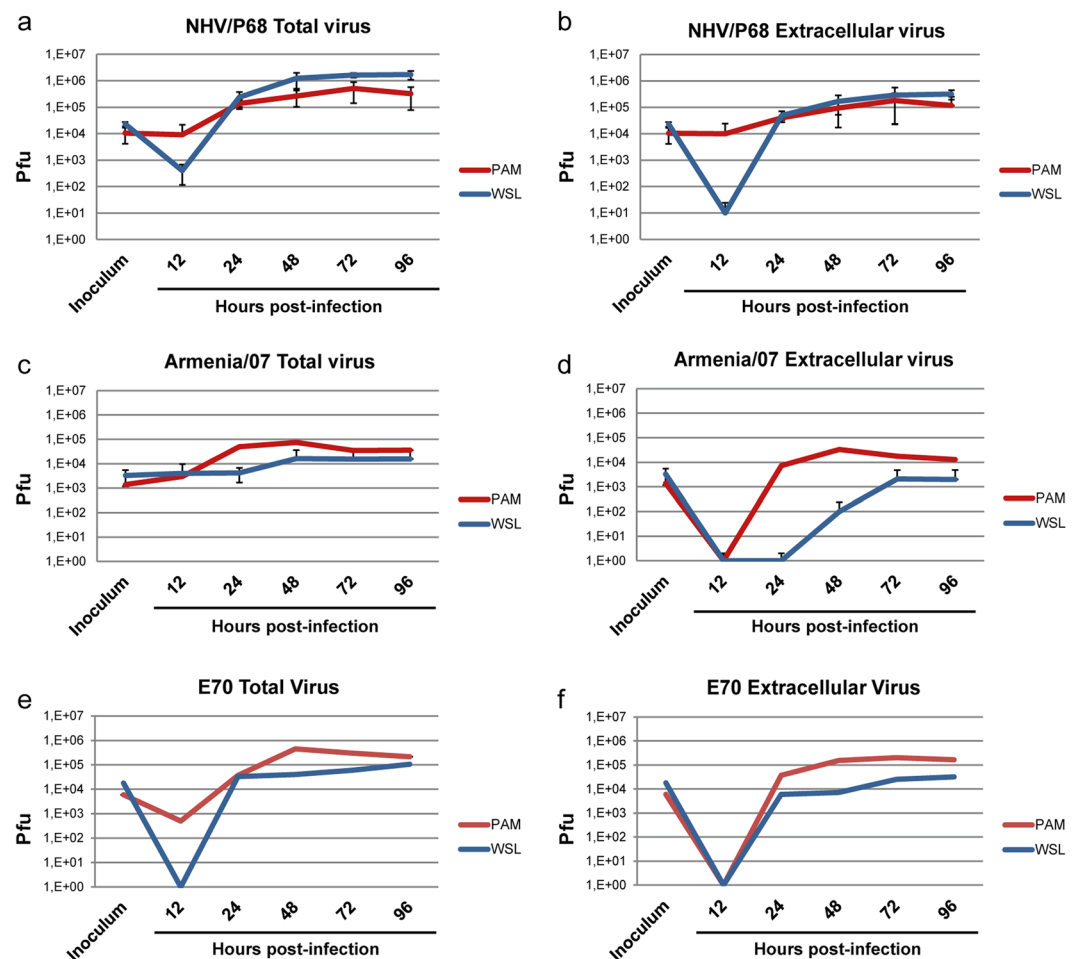 a
NHV/P68 Total virus
1,E+07
1,E+06
1,E+05
1,E+04
1,E+03
1,E+02
1,E+01
1,E+00
Pfu
PAM
WSL
Inoculum 12 24 48 72 96
Hours post-infection
b
NHV/P68 Extracellular virus
1,E+07
1,E+06
1,E+05
1,E+04
1,E+03
1,E+02
1,E+01
1,E+00
Pfu
PAM
WSL
Inoculum 12 24 48 72 96
Hours post-infection
c
Armenia/07 Total virus
1,E+07
1,E+06
1,E+05
1,E+04
1,E+03
1,E+02
1,E+01
1,E+00
Pfu
PAM
WSL
Inoculum 12 24 48 72 96
Hours post-infection
d
Armenia/07 Extracellular virus
1,E+07
1,E+06
1,E+05
1,E+04
1,E+03
1,E+02
1,E+01
1,E+00
Pfu
PAM
WSL
Inoculum 12 24 48 72 96
Hours post-infection
e
E70 Total Virus
1,E+07
1,E+06
1,E+05
1,E+04
1,E+03
1,E+02
1,E+01
1,E+00
Pfu
PAM
WSL
Inoculum 12 24 48 72 96
Hours post-infection
f
E70 Extracellular Virus
1,E+07
1,E+06
1,E+05
1,E+04
1,E+03
1,E+02
1,E+01
1,E+00
Pfu
PAM
WSL
Inoculum 12 24 48 72 96
Hours post-infection